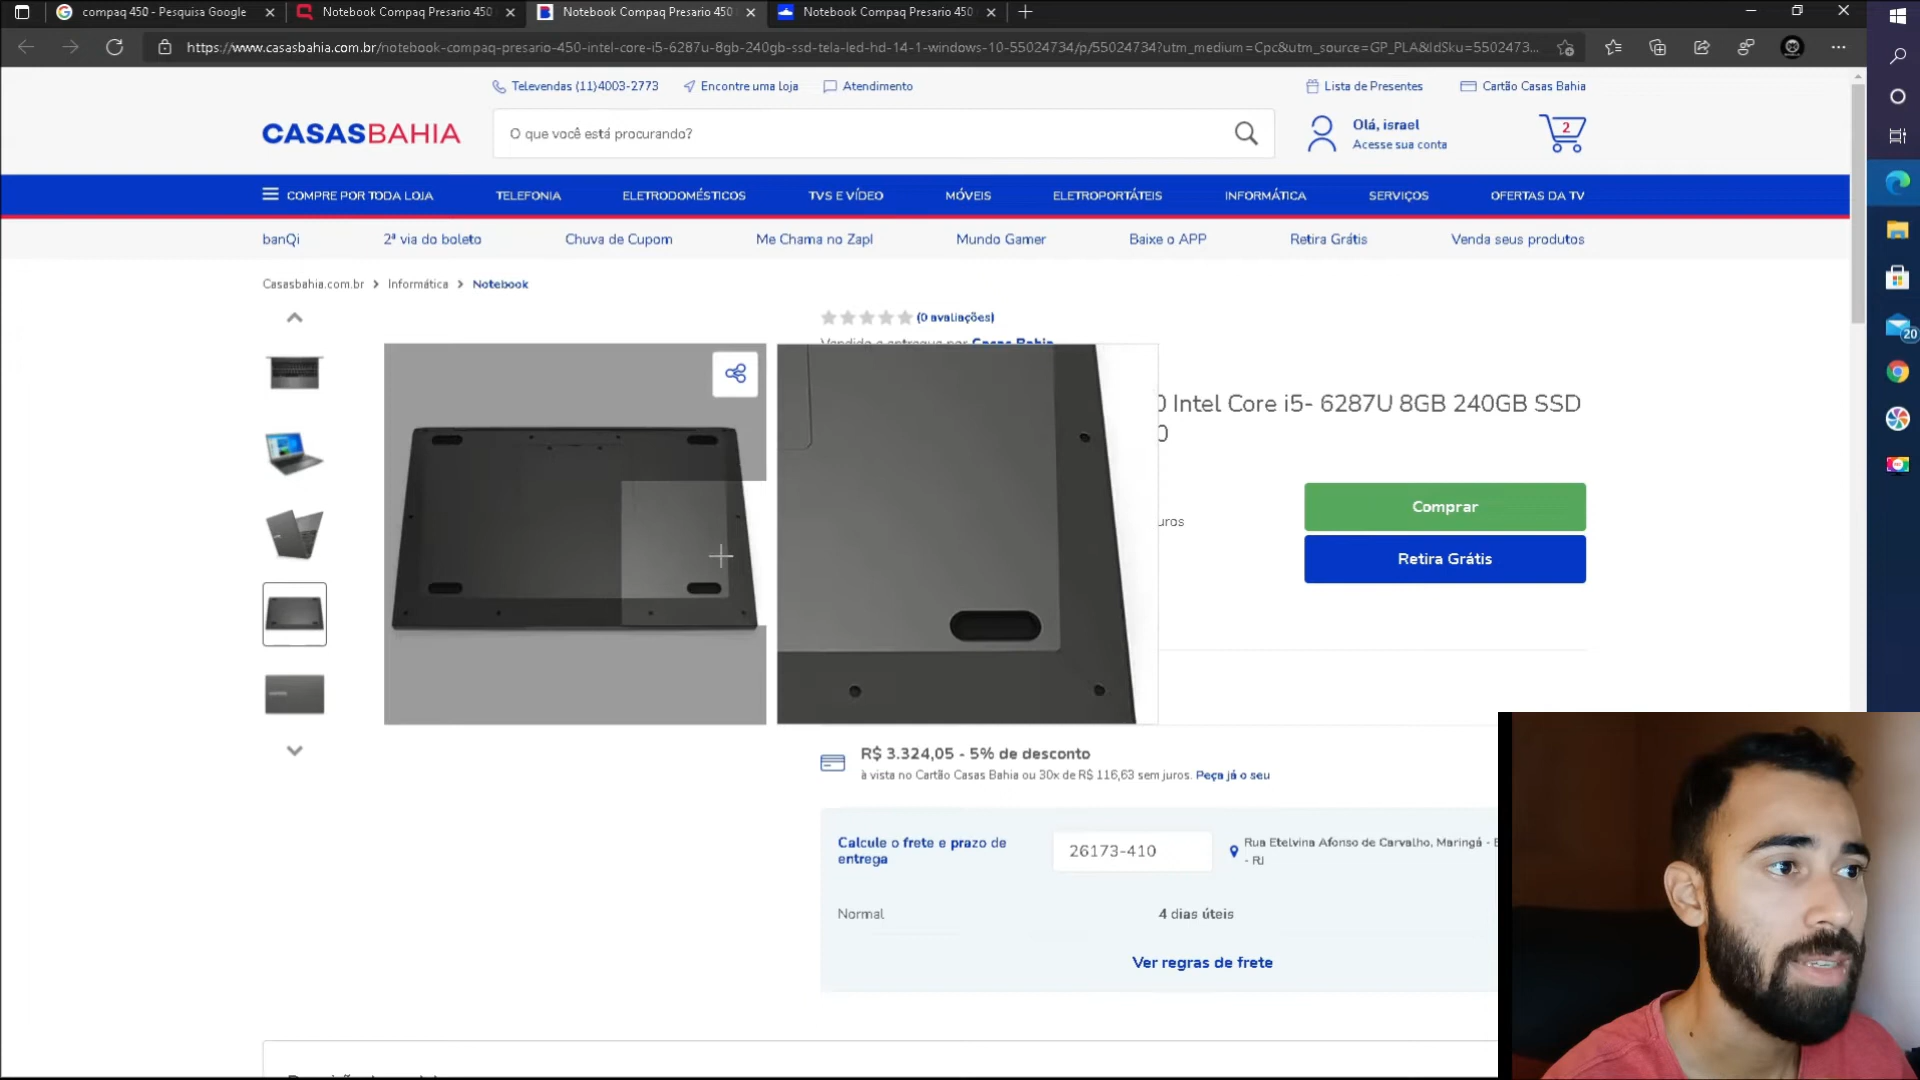 compaq 450 - Pesquisa Google
Notebook Compaq Presario 450
Notebook Compaq Presario 450
Notebook Compaq Presario 450
https://www.casasbahia.com.br/notebook-compaq-presario-450-intel-core-i5-6287u-8gb-240gb-ssd-tela-led-hd-14-1-windows-10-55024734/p/55024734?utm_medium=Cpc&utm_source=GP_PLA&IdSku=5502473...
Televendas (11)4003-2773
Encontre uma loja
Atendimento
Lista de Presentes
Cartão Casas Bahia
CASASBAHIA
O que você está procurando?
Olá, israel
Acesse sua conta
2
COMPRE POR TODA LOJA
TELEFONIA
ELETRODOMÉSTICOS
TVS E VÍDEO
MÓVEIS
ELETROPORTÁTEIS
INFORMÁTICA
SERVIÇOS
OFERTAS DA TV
banQi
2ª via do boleto
Chuva de Cupom
Me Chama no Zap!
Mundo Gamer
Baixe o APP
Retira Grátis
Venda seus produtos
Casasbahia.com.br > Informática > Notebook
(0 avaliações)
Vendido e entregue por Casas Bahia
0 Intel Core i5- 6287U 8GB 240GB SSD
0
uros
Comprar
Retira Grátis
R$ 3.324,05 - 5% de desconto
à vista no Cartão Casas Bahia ou 30x de R$ 116,63 sem juros. Peça já o seu
Calcule o frete e prazo de
entrega
26173-410
Rua Etelvina Afonso de Carvalho, Maringá -
- RJ
Normal
4 dias úteis
Ver regras de frete
20